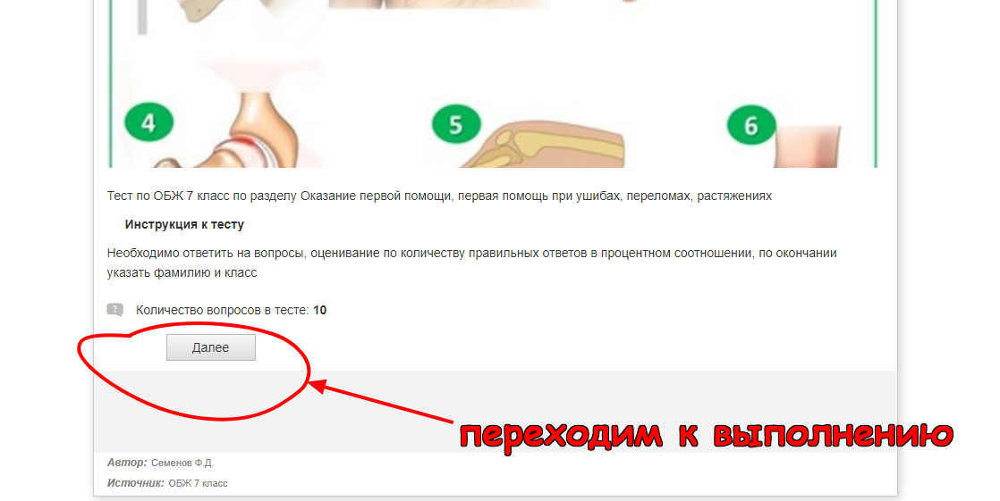 4
5
6
Тест по ОБЖ 7 класс по разделу Оказание первой помощи, первая помощь при ушибах, переломах, растяжениях
Инструкция к тесту
Необходимо ответить на вопросы, оценивание по количеству правильных ответов в процентном соотношении, по окончании
указать фамилию и класс
? Количество вопросов в тесте: 10
Далее
переходим к выполнению
Автор: Семенов Ф.Д.
Источник: ОБЖ 7 класс